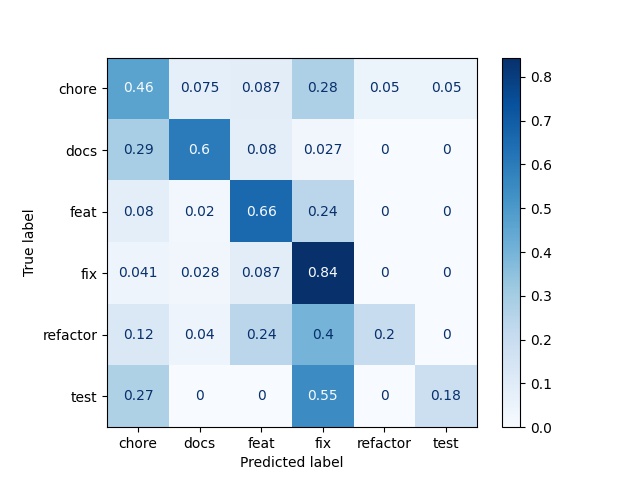 chore 0.46 0.075 0.087 0.28 0.05 0.05
docs 0.29 0.6 0.08 0.027 0 0
feat 0.08 0.02 0.66 0.24 0 0
fix 0.041 0.028 0.087 0.84 0 0
refactor 0.12 0.04 0.24 0.4 0.2 0
test 0.27 0 0 0.55 0 0.18
chore docs feat fix refactor test
Predicted label
True label
0.8
0.7
0.6
0.5
0.4
0.3
0.2
0.1
0.0